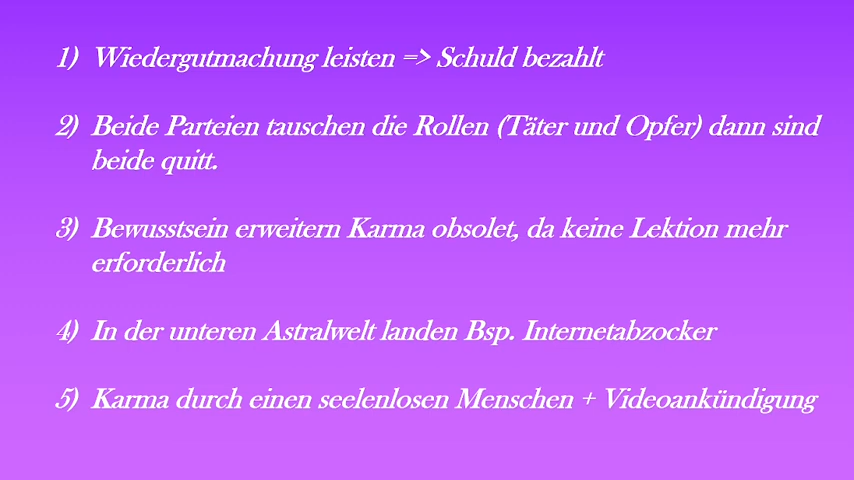 1) Wiedergutmachung leisten => Schuld bezahlt
2) Beide Parteien tauschen die Rollen (Täter und Opfer) dann sind
beide quitt.
3) Bewusstsein erweitern Karma obsolet, da keine Lektion mehr
erforderlich
4) In der unteren Astralwelt landen Bsp. Internetabzocker
5) Karma durch einen seelenlosen Menschen + Videoankündigung